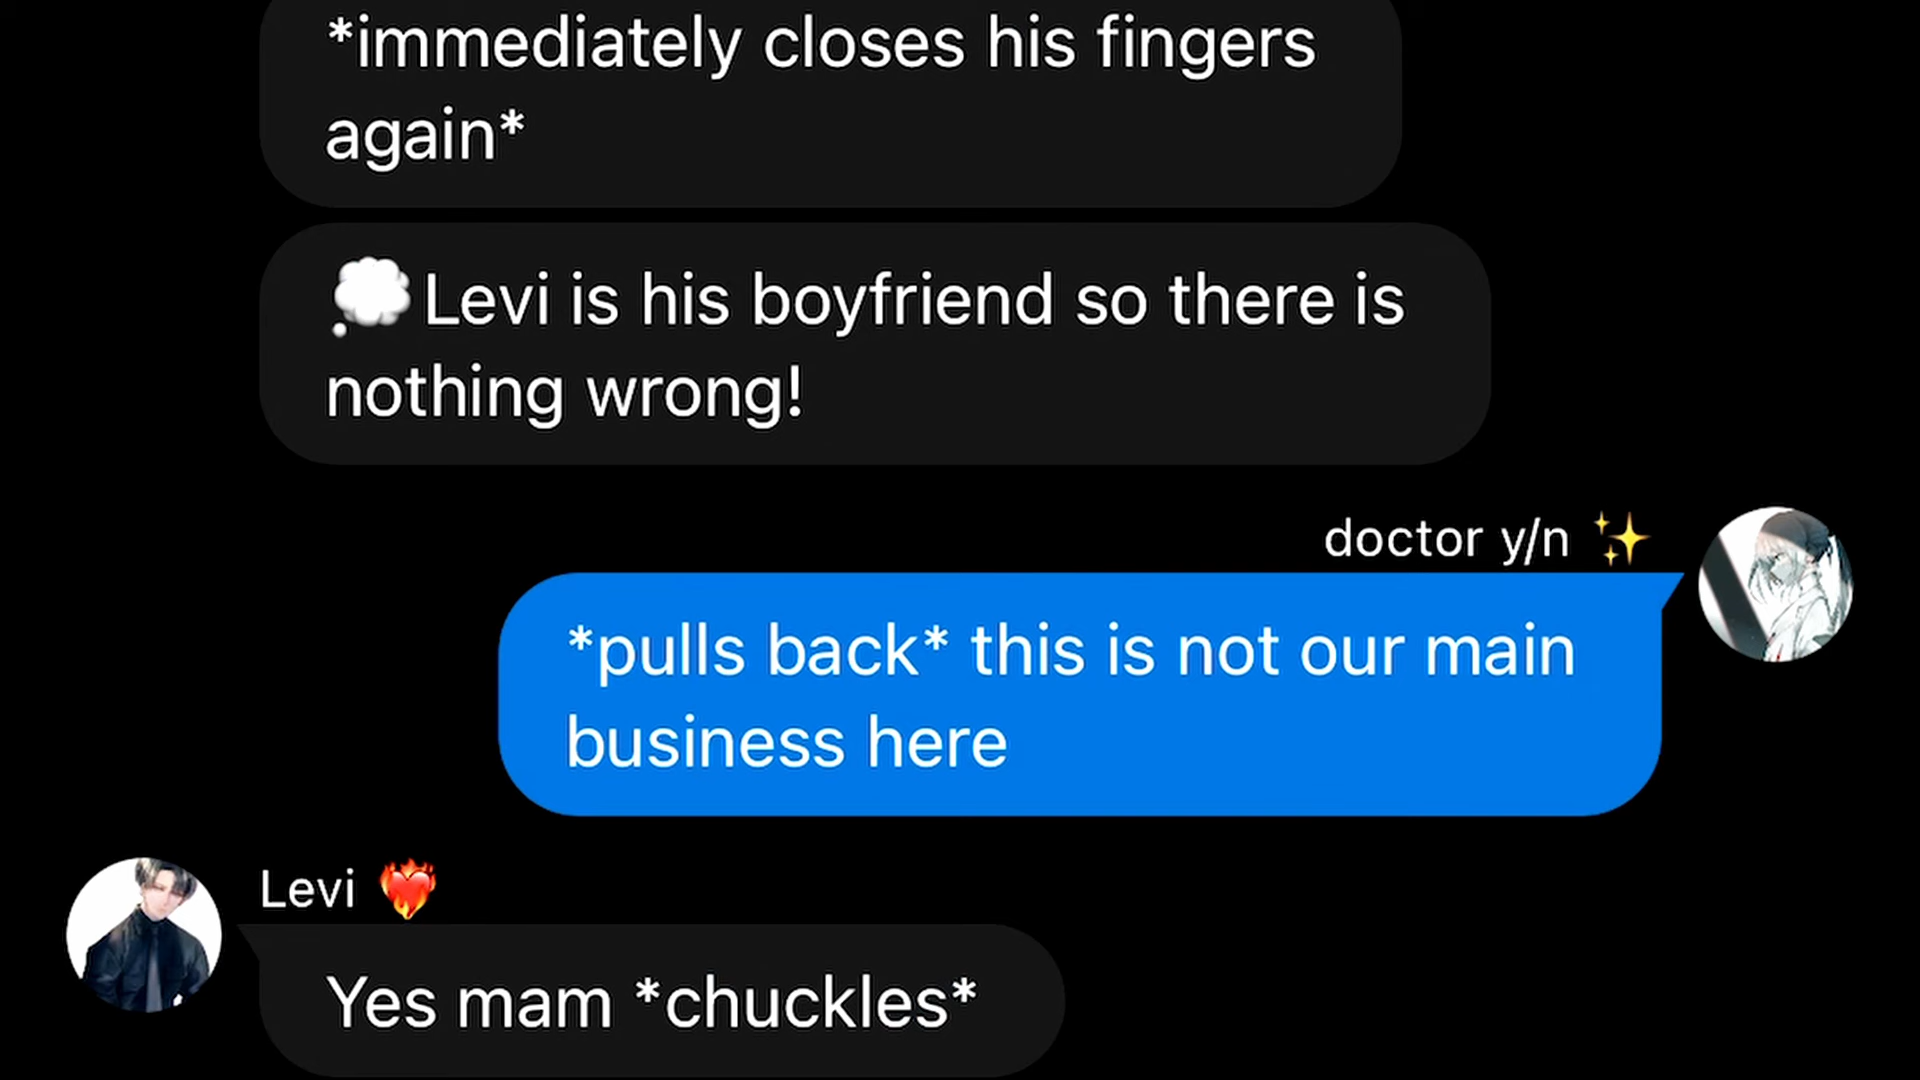 *immediately closes his fingers
again*
💭Levi is his boyfriend so there is
nothing wrong!
doctor y/n ✨
*pulls back* this is not our main
business here
Levi ❤️‍🔥
Yes mam *chuckles*